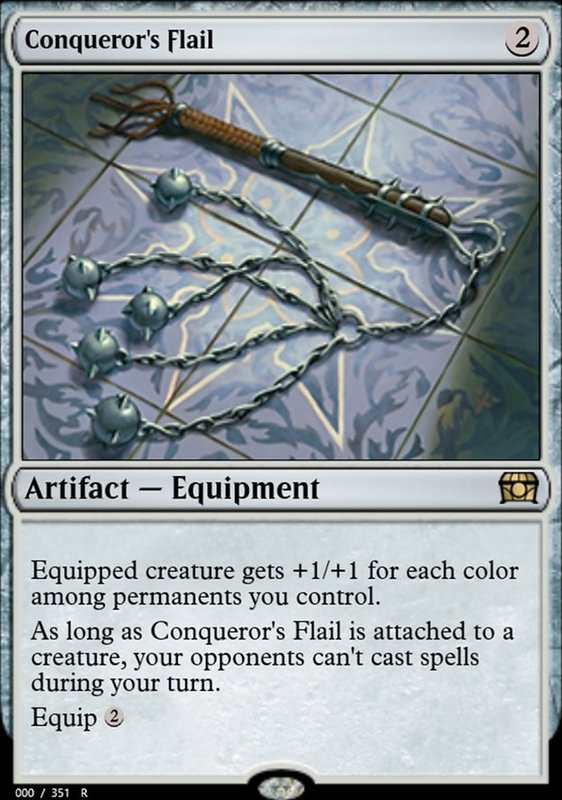 Conqueror's Flail 2
Artifact — Equipment
Equipped creature gets +1/+1 for each color
among permanents you control.
As long as Conqueror's Flail is attached to a
creature, your opponents can't cast spells
during your turn.
Equip 2
000 / 351 R